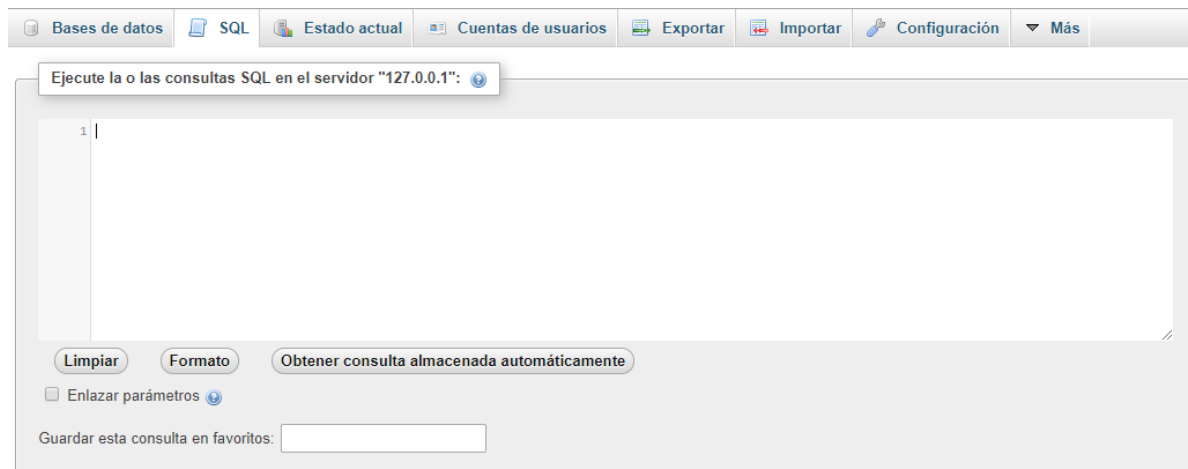 Bases de datos SQL Estado actual Cuentas de usuarios Exportar Importar Configuración Más
Ejecute la o las consultas SQL en el servidor "127.0.0.1":
1
Limpiar Formato Obtener consulta almacenada automáticamente
Enlazar parámetros
Guardar esta consulta en favoritos: